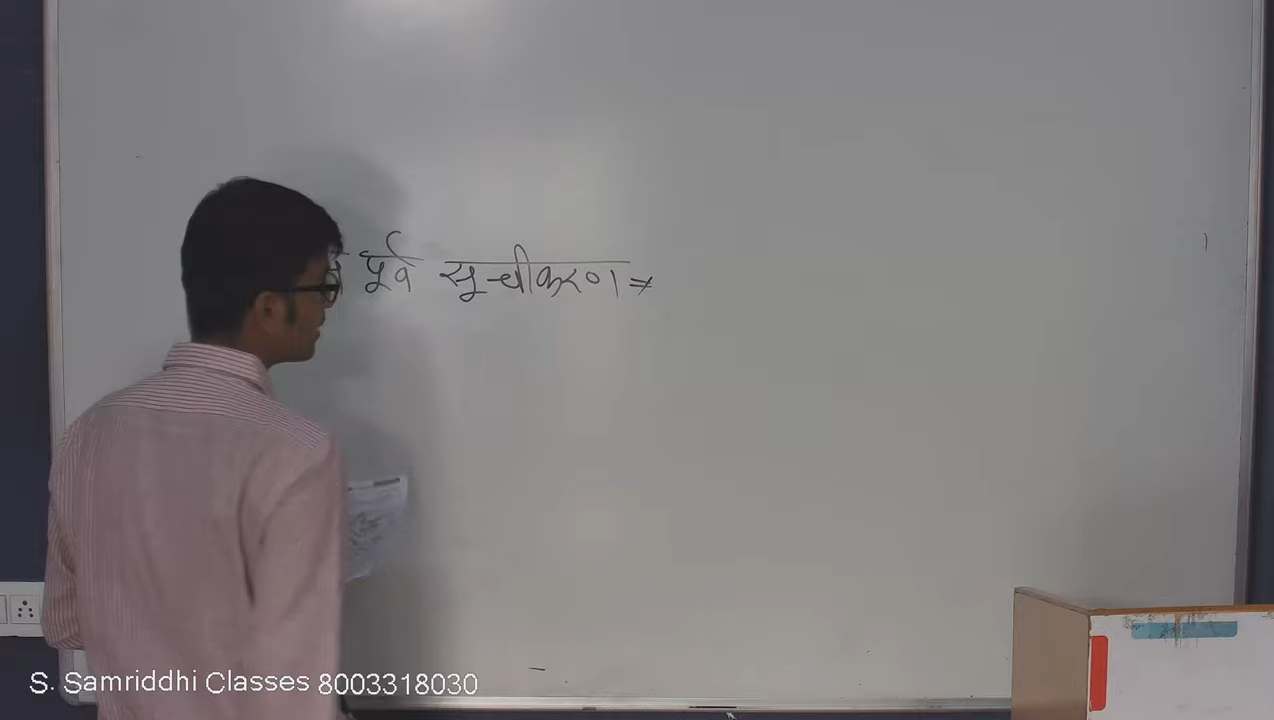 पूर्व सूचीकरण ⇒
S. Samriddhi Classes 8003318030